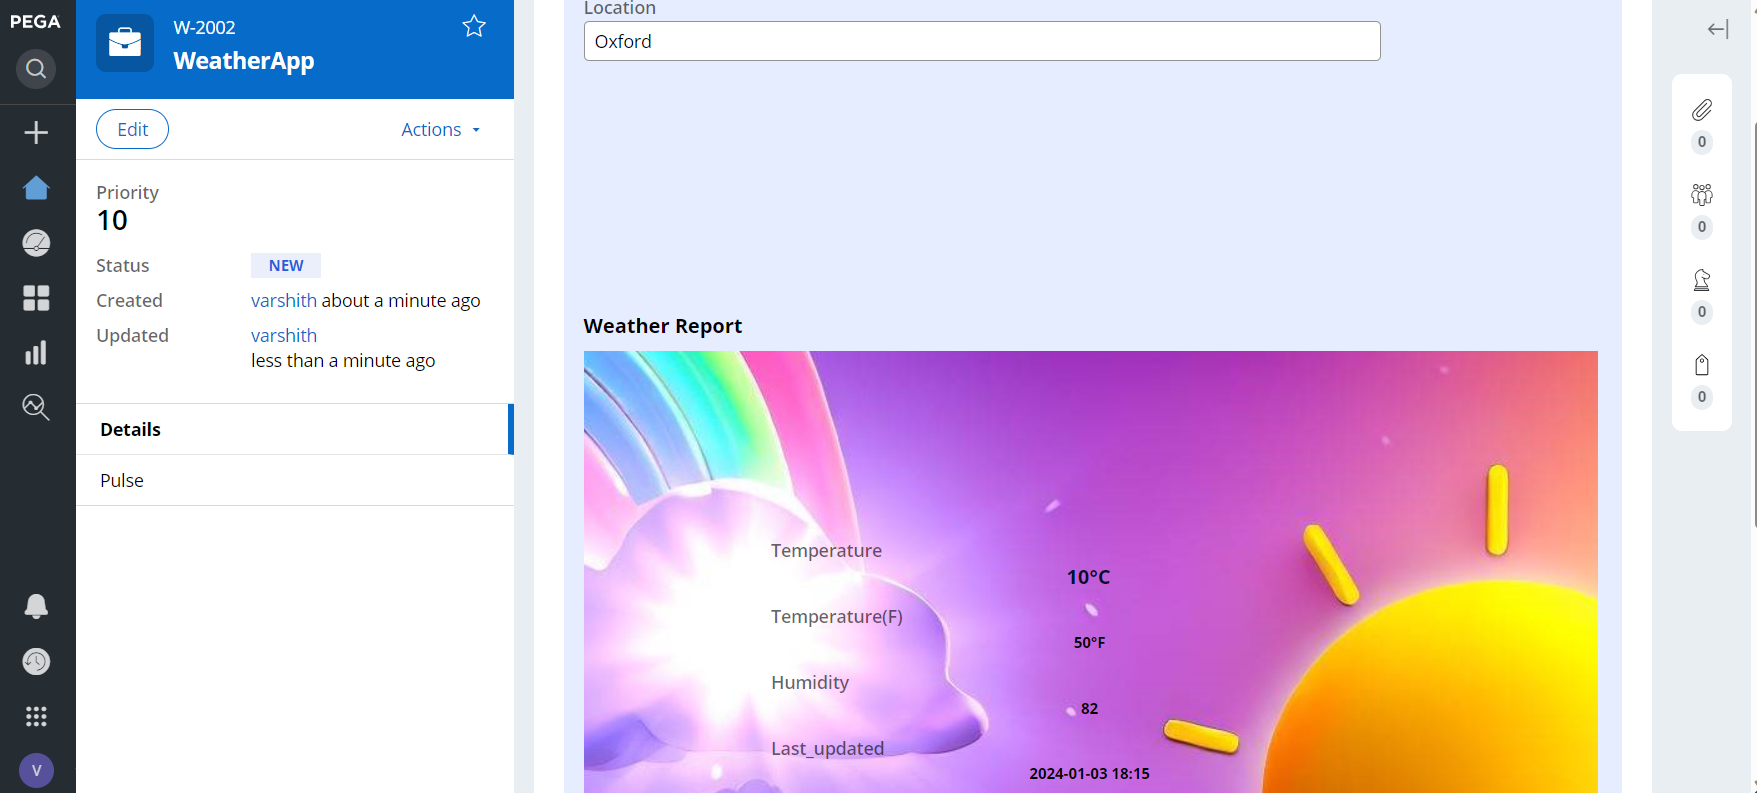 PEGA
W-2002
WeatherApp
Edit
Actions
Priority
10
Status NEW
Created varshith about a minute ago
Updated varshith
less than a minute ago
Details
Pulse
V
Location
Oxford
Weather Report
Temperature
10°C
Temperature(F)
50°F
Humidity
82
Last_updated
2024-01-03 18:15
0
0
0
0